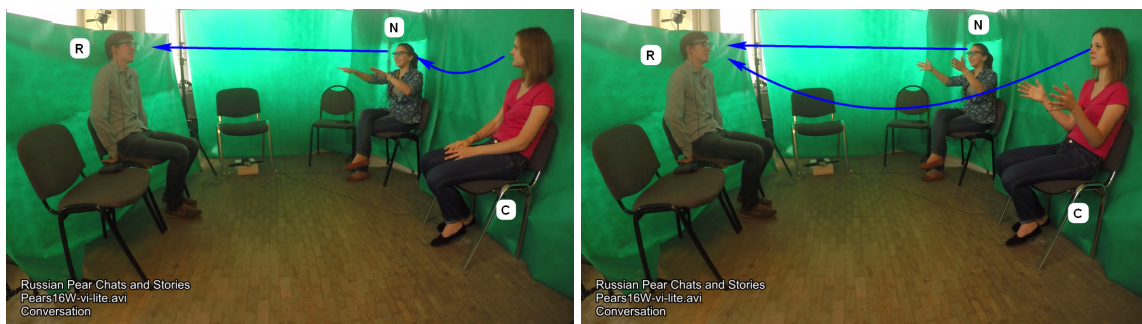 R
N
C
Russian Pear Chats and Stories
Pears16W-vi-lite.avi
Conversation
R
N
C
Russian Pear Chats and Stories
Pears16W-vi-lite.avi
Conversation